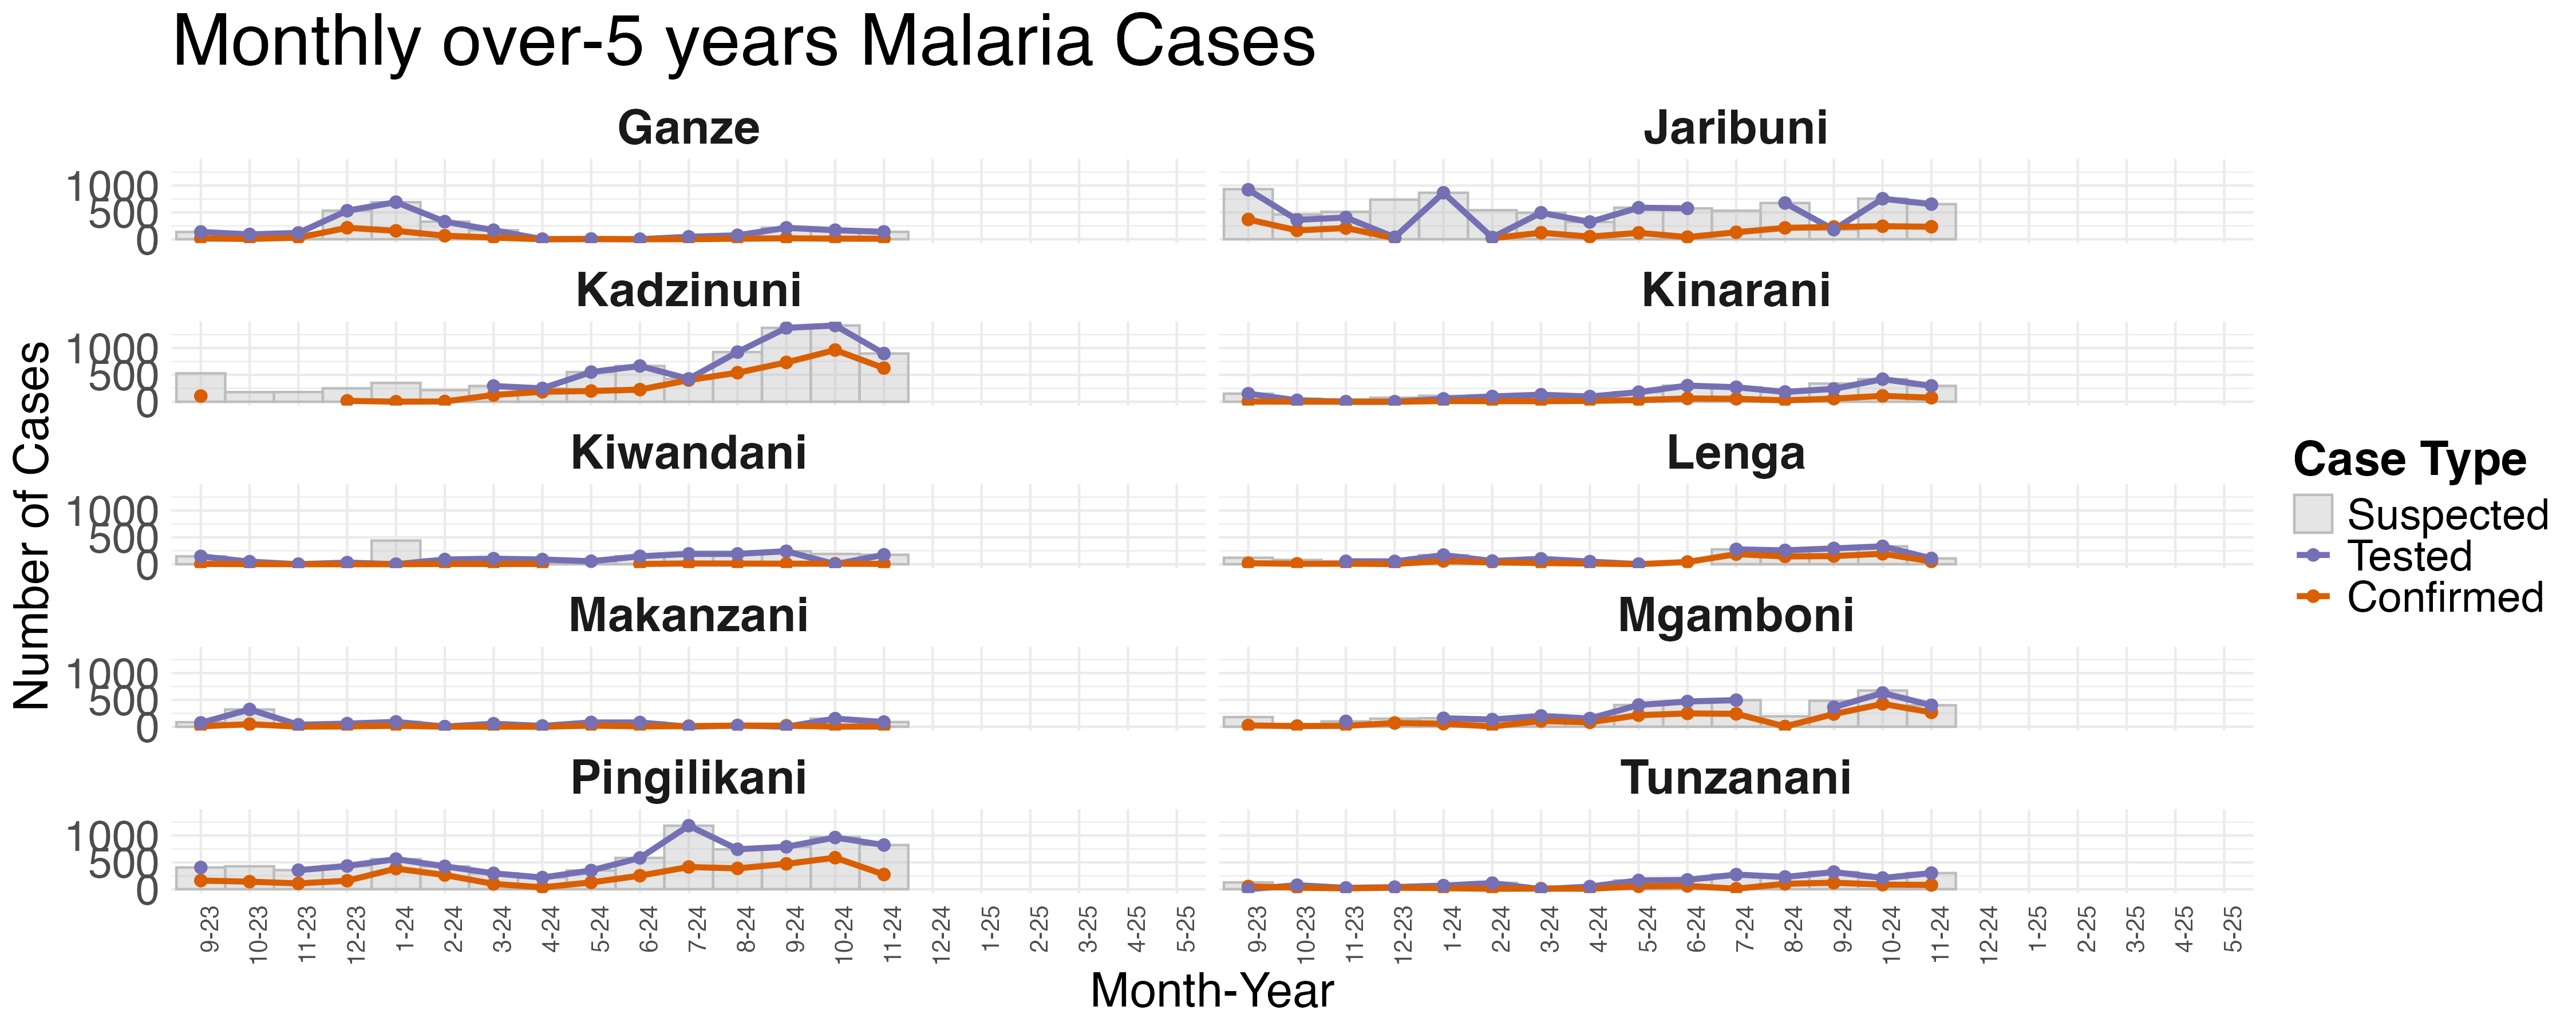 Monthly over-5 years Malaria Cases
Ganze
Jaribuni
1000
500
0
Kadzinuni
Kinarani
1000
500
0
Kiwandani
Lenga
1000
500
0
Makanzani
Mgamboni
1000
500
0
Pingilikani
Tunzanani
1000
500
0
9-23 10-23 11-23 12-23 1-24 2-24 3-24 4-24 5-24 6-24 7-24 8-24 9-24 10-24 11-24 12-24 1-25 2-25 3-25 4-25 5-25
9-23 10-23 11-23 12-23 1-24 2-24 3-24 4-24 5-24 6-24 7-24 8-24 9-24 10-24 11-24 12-24 1-25 2-25 3-25 4-25 5-25
Month-Year
Number of Cases
Case Type
Suspected
Tested
Confirmed